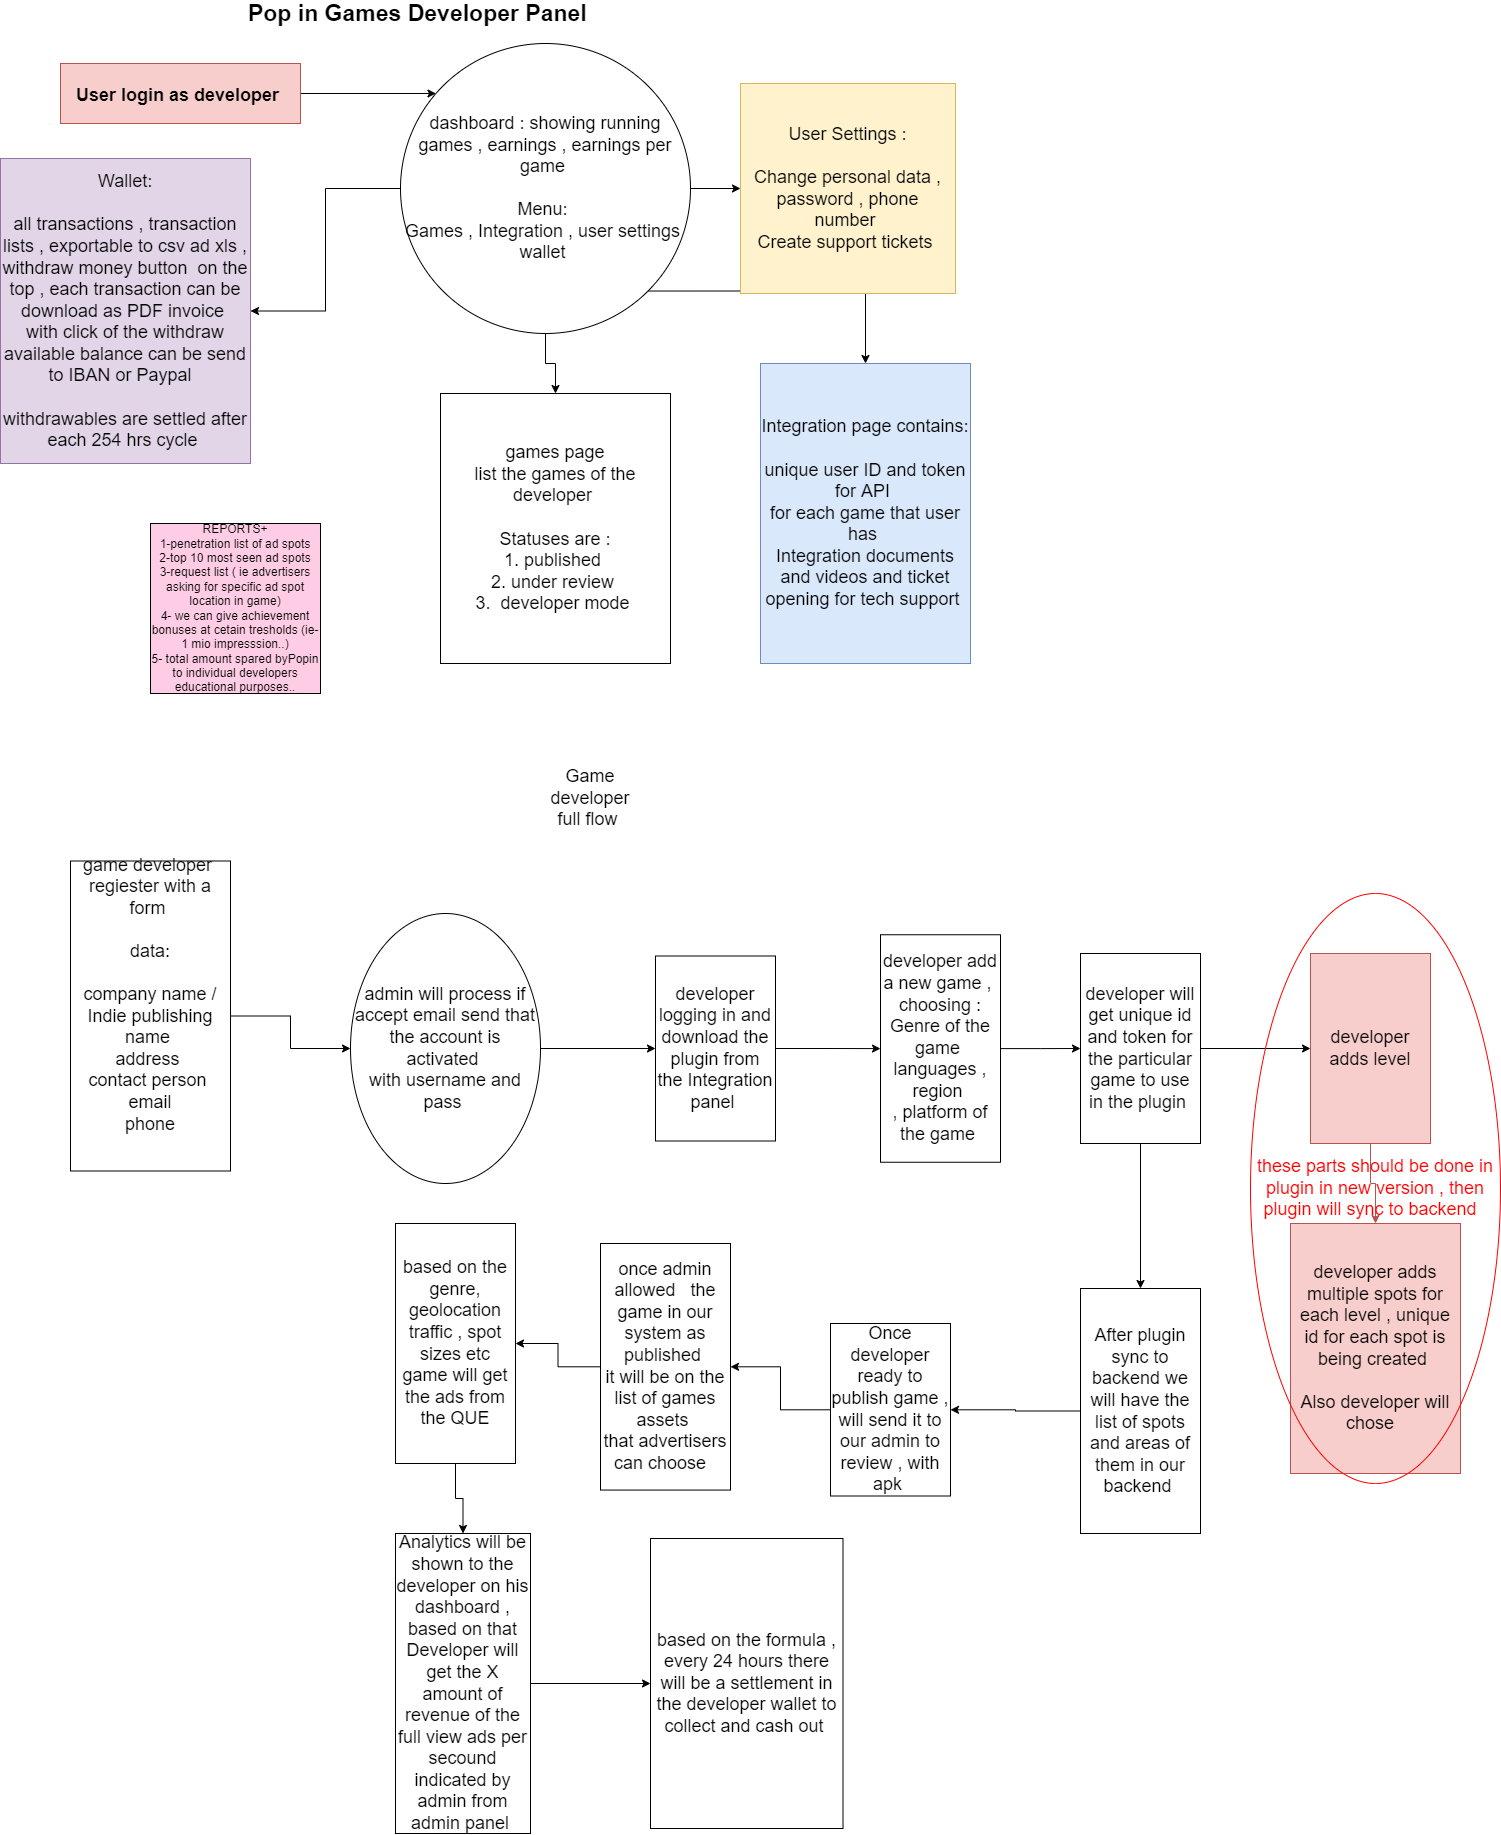 Pop in Games Developer Panel
User login as developer
dashboard : showing running
games , earnings , earnings per
game
Menu:
Games , Integration , user settings
wallet
User Settings :
Change personal data ,
password , phone
number
Create support tickets
Wallet:
all transactions , transaction
lists , exportable to csv ad xls ,
withdraw money button on the
top , each transaction can be
download as PDF invoice
with click of the withdraw
available balance can be send
to IBAN or Paypal
withdrawables are settled after
each 254 hrs cycle
games page
list the games of the
developer
Statuses are :
1. published
2. under review
3. developer mode
Integration page contains:
unique user ID and token
for API
for each game that user
has
Integration documents
and videos and ticket
opening for tech support
REPORTS+
1-penetration list of ad spots
2-top 10 most seen ad spots
3-request list ( ie advertisers
asking for specific ad spot
location in game)
4- we can give achievement
bonuses at cetain tresholds (ie-
1 mio impresssion..)
5- total amount spared byPopin
to individual developers
educational purposes..
Game
developer
full flow
game developer
regiester with a
form
data:
company name /
Indie publishing
name
address
contact person
email
phone
admin will process if
accept email send that
the account is
activated
with username and
pass
developer
logging in and
download the
plugin from
the Integration
panel
developer add
a new game ,
choosing :
Genre of the
game
languages ,
region
, platform of
the game
developer will
get unique id
and token for
the particular
game to use
in the plugin
developer
adds level
these parts should be done in
plugin in new version , then
plugin will sync to backend
developer adds
multiple spots for
each level , unique
id for each spot is
being created
Also developer will
chose
After plugin
sync to
backend we
will have the
list of spots
and areas of
them in our
backend
Once
developer
ready to
publish game ,
will send it to
our admin to
review , with
apk
once admin
allowed the
game in our
system as
published
it will be on the
list of games
assets
that advertisers
can choose
based on the
genre,
geolocation
traffic , spot
sizes etc
game will get
the ads from
the QUE
Analytics will be
shown to the
developer on his
dashboard ,
based on that
Developer will
get the X
amount of
revenue of the
full view ads per
secound
indicated by
admin from
admin panel
based on the formula ,
every 24 hours there
will be a settlement in
the developer wallet to
collect and cash out